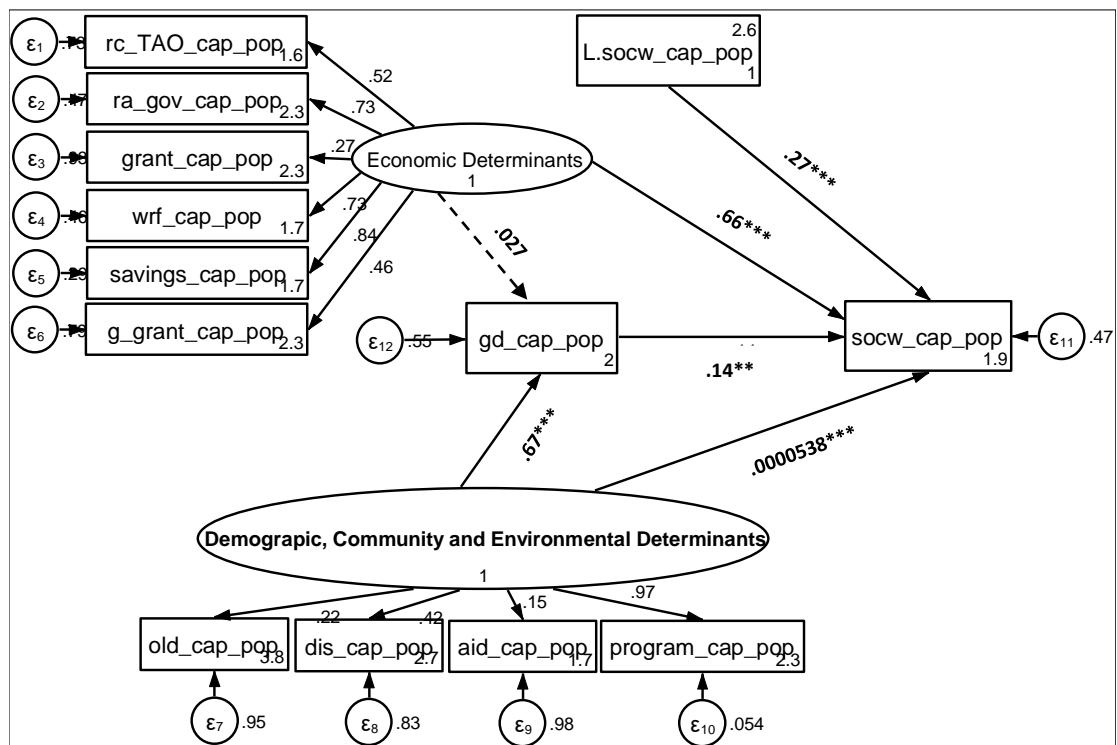 ε1
rc_TAO_cap_pop
1.6
ε2
ra_gov_cap_pop
2.3
ε3
grant_cap_pop
2.3
ε4
wrf_cap_pop
1.7
ε5
savings_cap_pop
1.7
ε6
g_grant_cap_pop
2.3
.52
.73
.27
.73
.84
.46
Economic Determinants
1
2.6
L.socw_cap_pop
1
.27***
.66***
.027
ε12
.55
gd_cap_pop
2
.14**
socw_cap_pop
1.9
ε11
.47
.67***
.0000538***
Demograpic, Community and Environmental Determinants
1
.22
.42
.15
.97
old_cap_pop
3.8
dis_cap_pop
2.7
aid_cap_pop
1.7
program_cap_pop
2.3
ε7
.95
ε8
.83
ε9
.98
ε10
.054